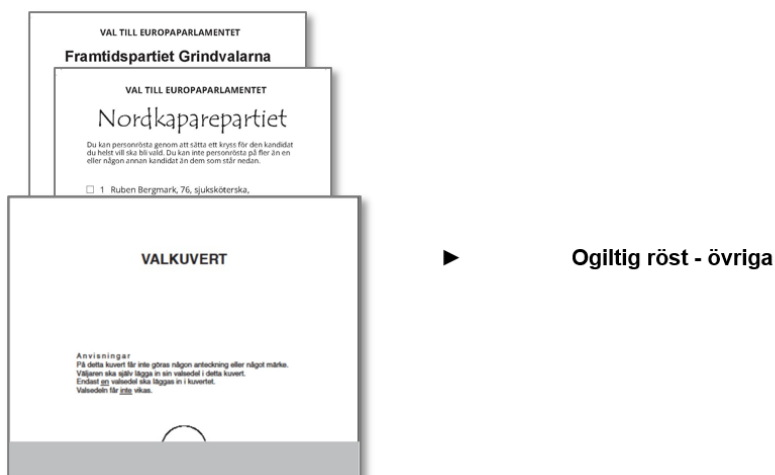 VAL TILL EUROPAPARLAMENTET
Framtidspartiet Grindvalarna
VAL TILL EUROPAPARLAMENTET
Nordkaparepartiet
Du kan personrösta genom att sätta ett kryss för den kandidat
du helst vill ska bli vald. Du kan inte personrösta på fler än en
eller någon annan kandidat än dem som står nedan.
1 Ruben Bergmark, 76, sjuksköterska,
VALKUVERT
Anvisningar
På detta kuvert får inte göras någon anteckning eller något märke.
Väljaren ska själv lägga in sin valsedel i detta kuvert.
Endast en valsedel ska läggas in i kuvertet.
Valsedeln får inte vikas.
► Ogiltig röst - övriga